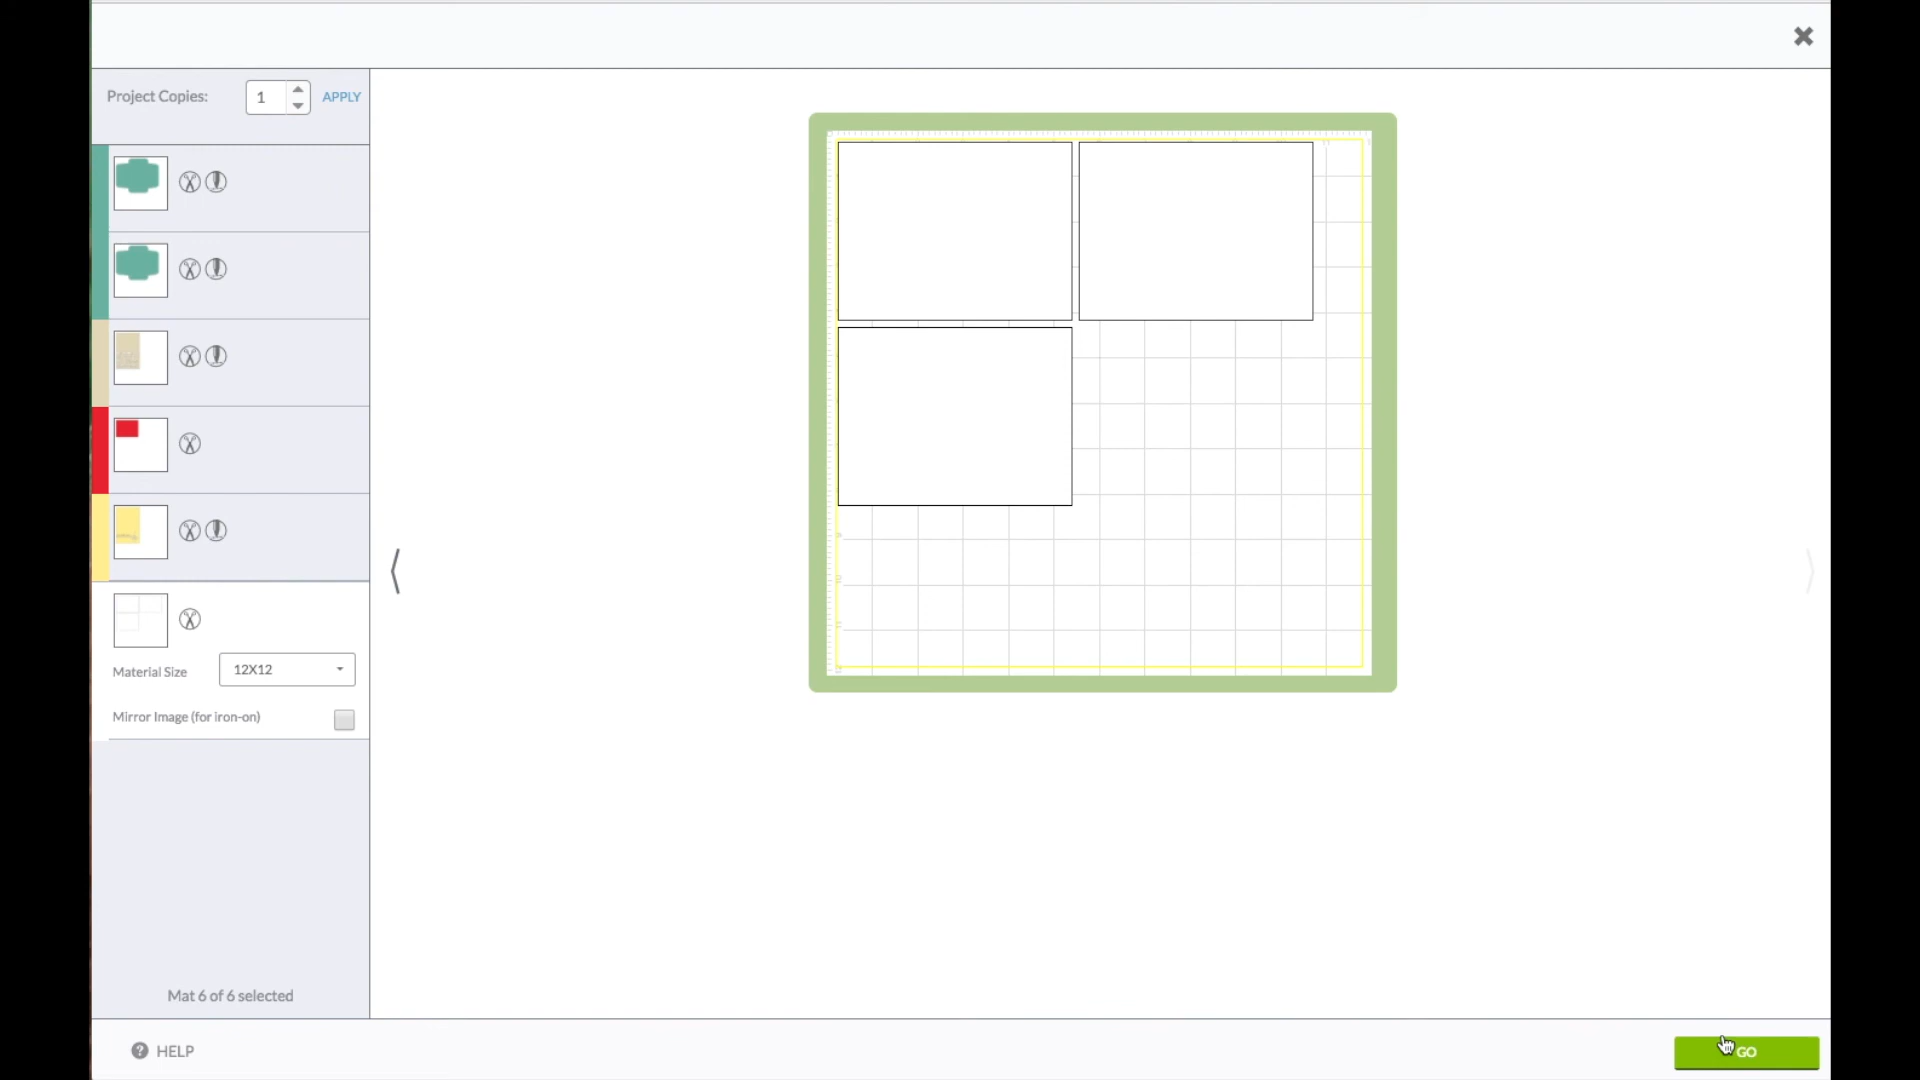 Project Copies: 1 APPLY
Material Size 12X12
Mirror Image (for iron-on)
Mat 6 of 6 selected
HELP
GO